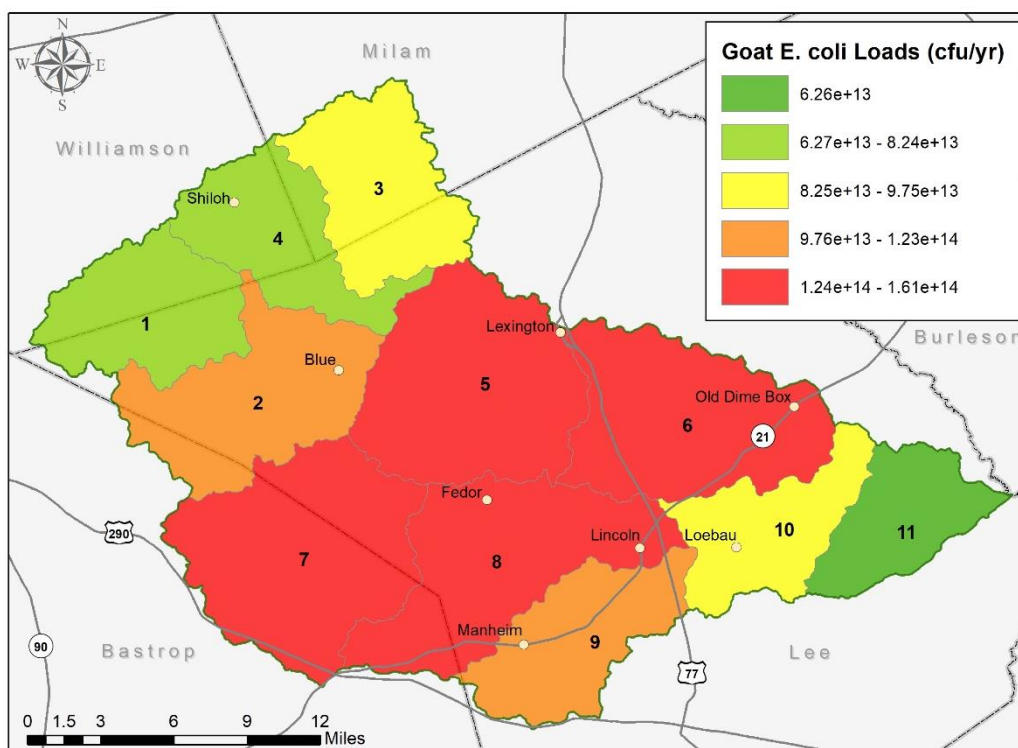 N
W E
S
Milam
Williamson
Goat E. coli Loads (cfu/yr)
6.26e+13
6.27e+13 - 8.24e+13
8.25e+13 - 9.75e+13
9.76e+13 - 1.23e+14
1.24e+14 - 1.61e+14
Burleson
Shiloh
3
4
1
Lexington
Blue
5
2
Old Dime Box
6
21
Fedor
290
Lincoln
Loebau
10
11
7
8
Manheim
9
90
Bastrop
Lee
77
0 1.5 3 6 9 12
Miles